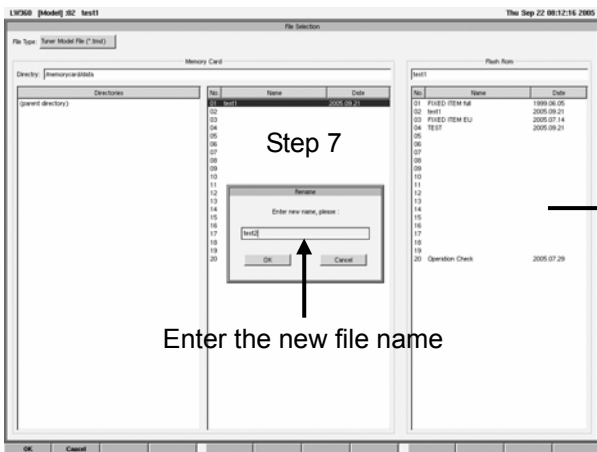 LW360 [Model] :02 test1 Thu Sep 22 08:12:16 2005
File Selection
File Type: Tuner Model File (*.tmd)
Memory Card
Flash Rom
Directry: /memorycard/data
test1
Directories
No. Name Date
No. Name Date
(parent directory)
01 test1 2005.09.21
02
03
04
05
06
07
08
09
10
11
12
13
14
15
16
17
18
19
20
01 FIXED ITEM full 1999.06.05
02 test1 2005.09.21
03 FIXED ITEM EU 2005.07.14
04 TEST 2005.09.21
05
06
07
08
09
10
11
12
13
14
15
16
17
18
19
20 Operation Check 2005.07.29
Step 7
Rename
Enter new name, please :
test2
OK Cancel
Enter the new file name
OK Cancel